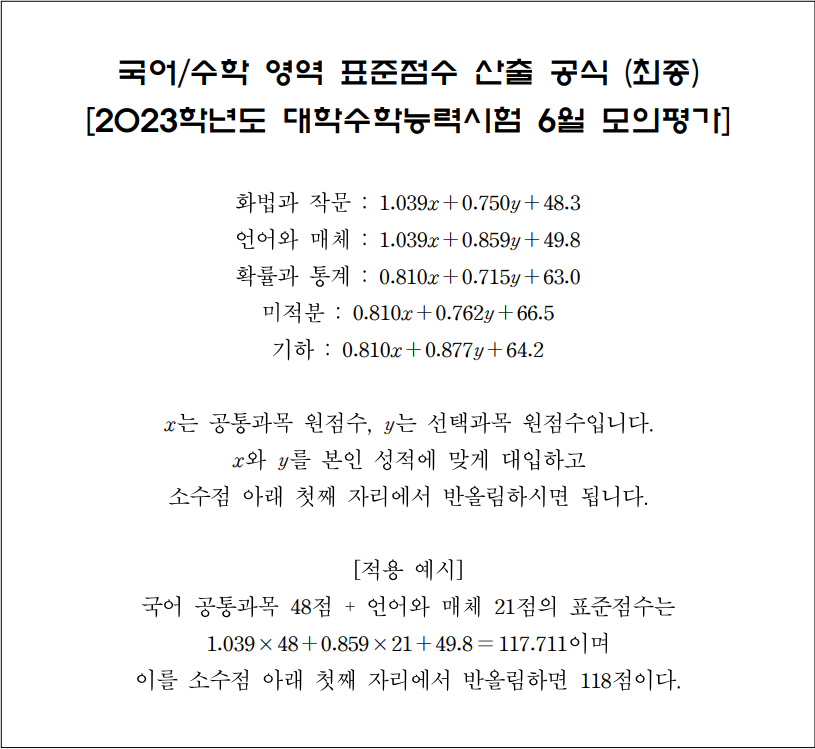 국어/수학 영역 표준점수 산출 공식 (최종)
[2023학년도 대학수학능력시험 6월 모의평가]
화법과 작문 : 1.039x+0.750y+48.3
언어와 매체 : 1.039x+0.859y+49.8
확률과 통계 : 0.810x+0.715y+63.0
미적분 : 0.810x+0.762y+66.5
기하 : 0.810x+0.877y+64.2
x는 공통과목 원점수, y는 선택과목 원점수입니다.
x와 y를 본인 성적에 맞게 대입하고
소수점 아래 첫째 자리에서 반올림하시면 됩니다.
[적용 예시]
국어 공통과목 48점 + 언어와 매체 21점의 표준점수는
1.039×48+0.859×21+49.8=117.711이며
이를 소수점 아래 첫째 자리에서 반올림하면 118점이다.